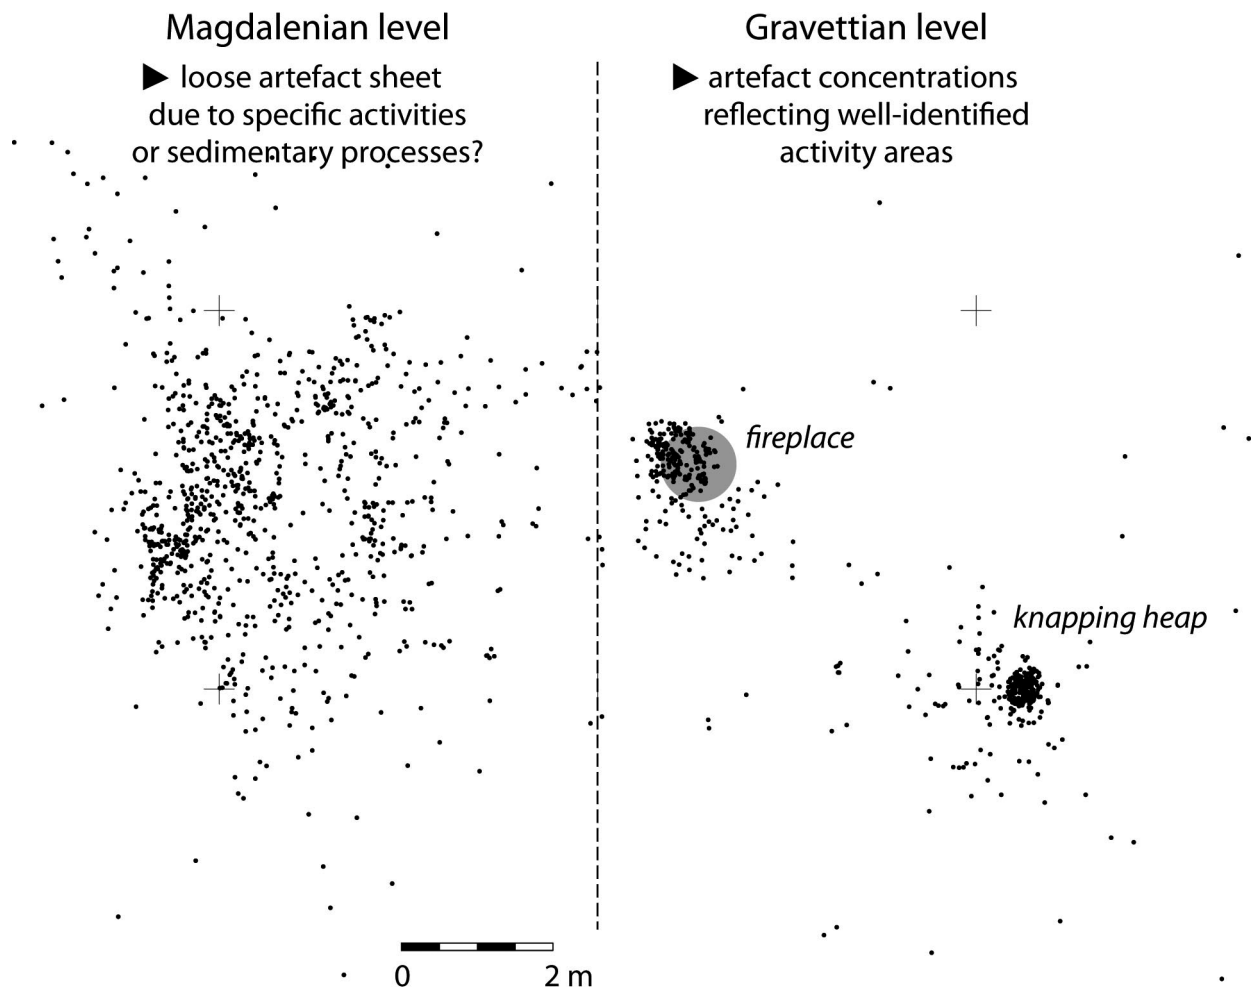 Magdalenian level
► loose artefact sheet
due to specific activities
or sedimentary processes?
Gravettian level
► artefact concentrations
reflecting well-identified
activity areas
fireplace
knapping heap
0 2 m